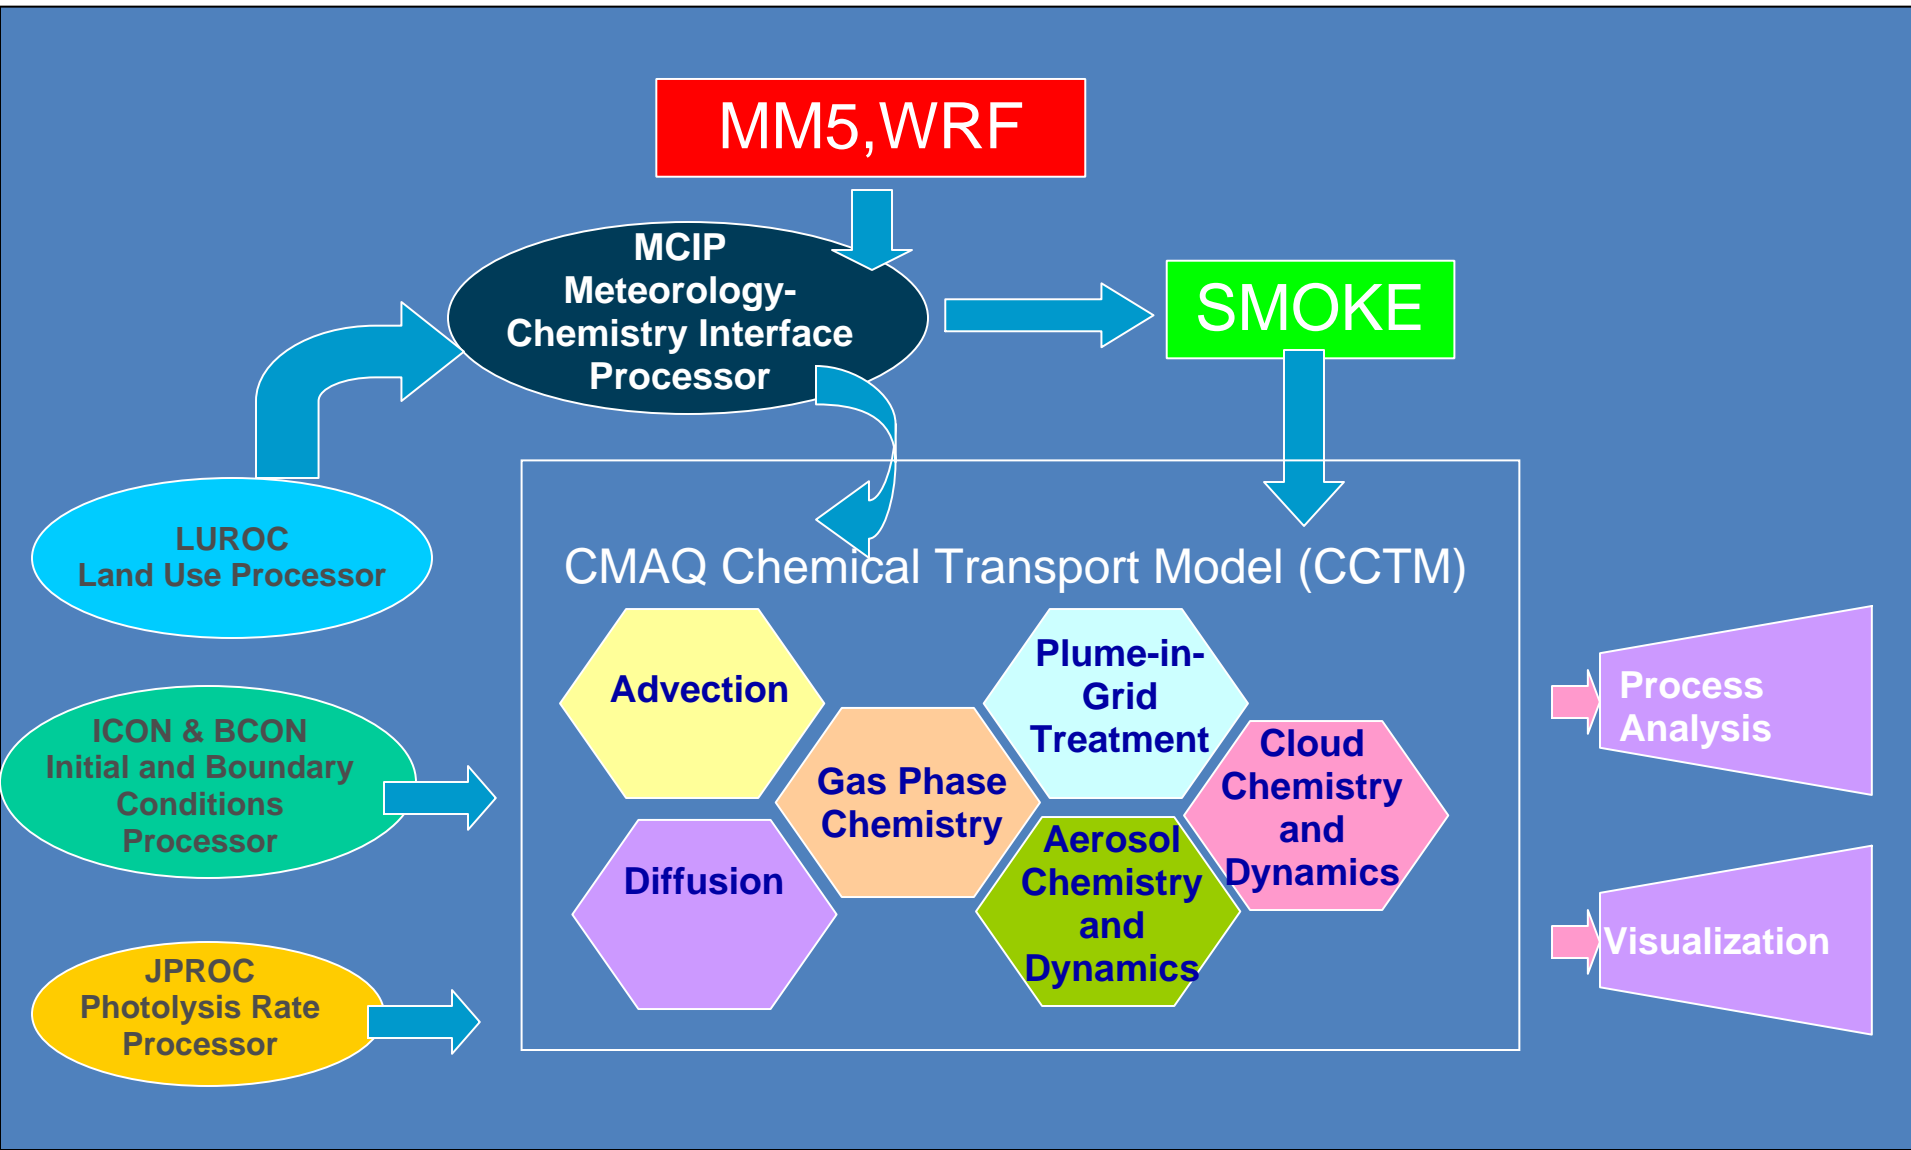 MM5,WRF
MCIP
Meteorology-
Chemistry Interface
Processor
SMOKE
LUROC
Land Use Processor
CMAQ Chemical Transport Model (CCTM)
ICON & BCON
Initial and Boundary
Conditions
Processor
JPROC
Photolysis Rate
Processor
Advection
Diffusion
Gas Phase
Chemistry
Plume-in-
Grid
Treatment
Aerosol
Chemistry
and
Dynamics
Cloud
Chemistry
and
Dynamics
Process
Analysis
Visualization